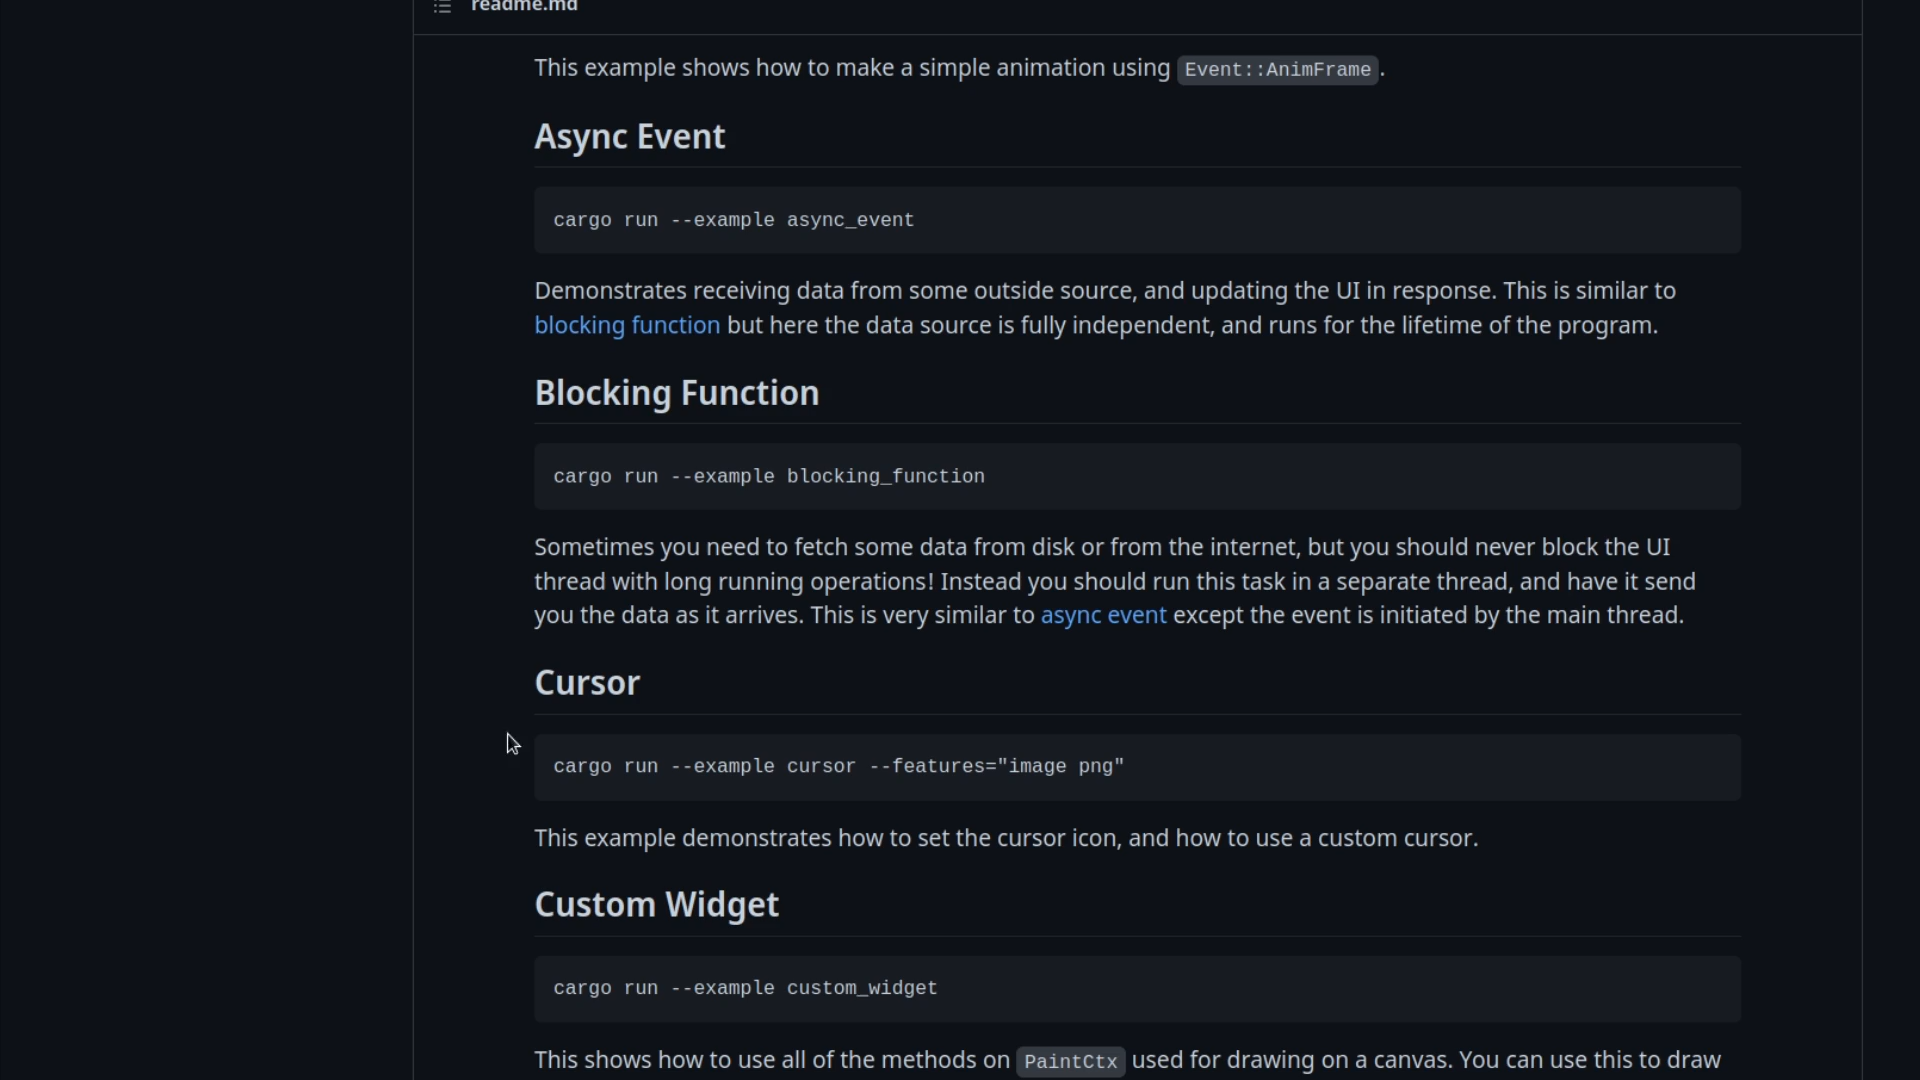 readme.md
This example shows how to make a simple animation using Event::AnimFrame.
Async Event
cargo run --example async_event
Demonstrates receiving data from some outside source, and updating the UI in response. This is similar to
blocking function but here the data source is fully independent, and runs for the lifetime of the program.
Blocking Function
cargo run --example blocking_function
Sometimes you need to fetch some data from disk or from the internet, but you should never block the UI
thread with long running operations! Instead you should run this task in a separate thread, and have it send
you the data as it arrives. This is very similar to async event except the event is initiated by the main thread.
Cursor
cargo run --example cursor --features="image png"
This example demonstrates how to set the cursor icon, and how to use a custom cursor.
Custom Widget
cargo run --example custom_widget
This shows how to use all of the methods on PaintCtx used for drawing on a canvas. You can use this to draw